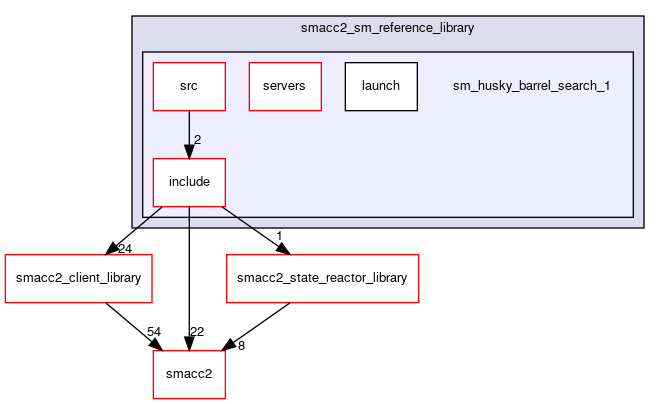 smacc2_sm_reference_library
src
servers
launch
sm_husky_barrel_search_1
2
include
24
1
smacc2_client_library
smacc2_state_reactor_library
54
22
8
smacc2